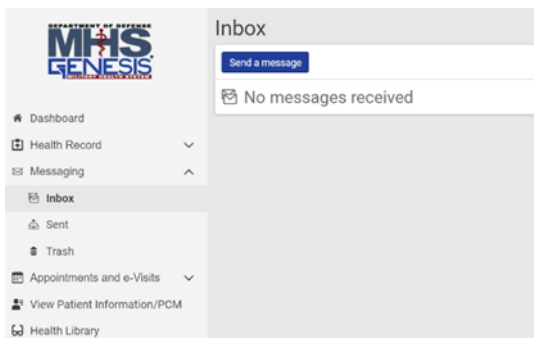 DEPARTMENT OF DEFENSE
MHS
GENESIS
MILITARY HEALTH SYSTEM
Dashboard
Health Record
Messaging
Inbox
Sent
Trash
Appointments and e-Visits
View Patient Information/PCM
Health Library
Inbox
Send a message
No messages received